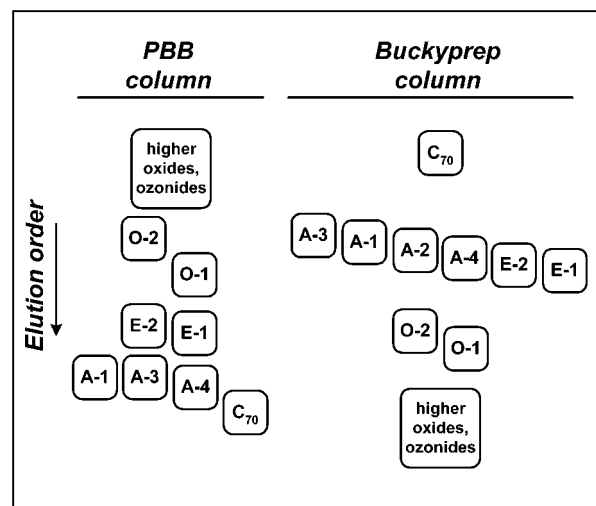 PBB
column
Buckyprep
column
Elution order
higher
oxides,
ozonides
O-2
O-1
E-2
E-1
A-1
A-3
A-4
C₇₀
C₇₀
A-3
A-1
A-2
A-4
E-2
E-1
O-2
O-1
higher
oxides,
ozonides